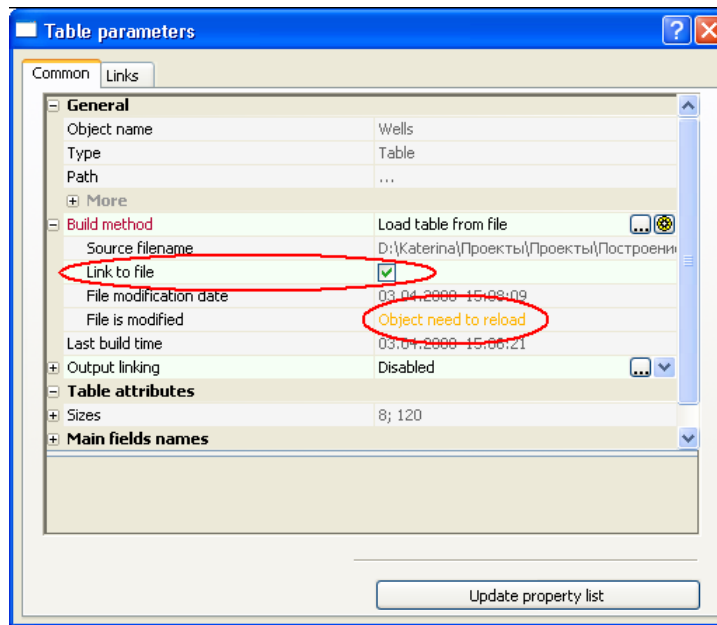 Table parameters
Common Links
General
Object name Wells
Type Table
Path ...
More
Build method Load table from file ...
Source filename D:\Katerina\Проекты\Проекты\Построени
Link to file
File modification date 03.04.2008 15:08:09
File is modified Object need to reload
Last build time 03.04.2008 15:06:21
Output linking Disabled ...
Table attributes
Sizes 8; 120
Main fields names
Update property list